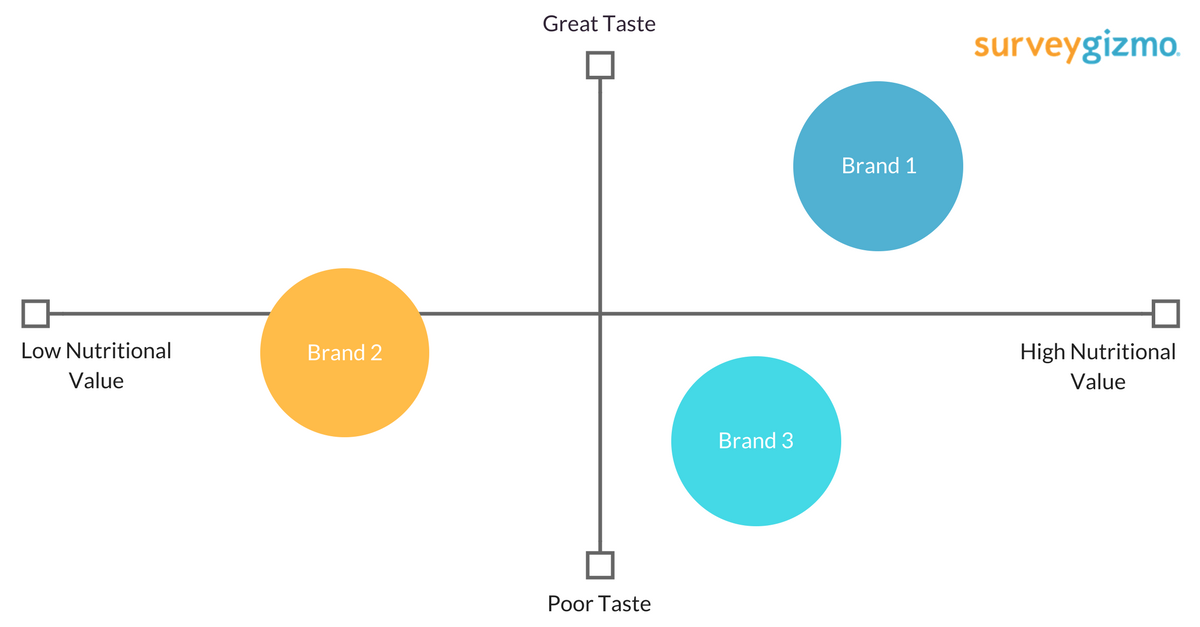 Great Taste
surveygizmo
Brand 1
Low Nutritional
Value
Brand 2
High Nutritional
Value
Brand 3
Poor Taste